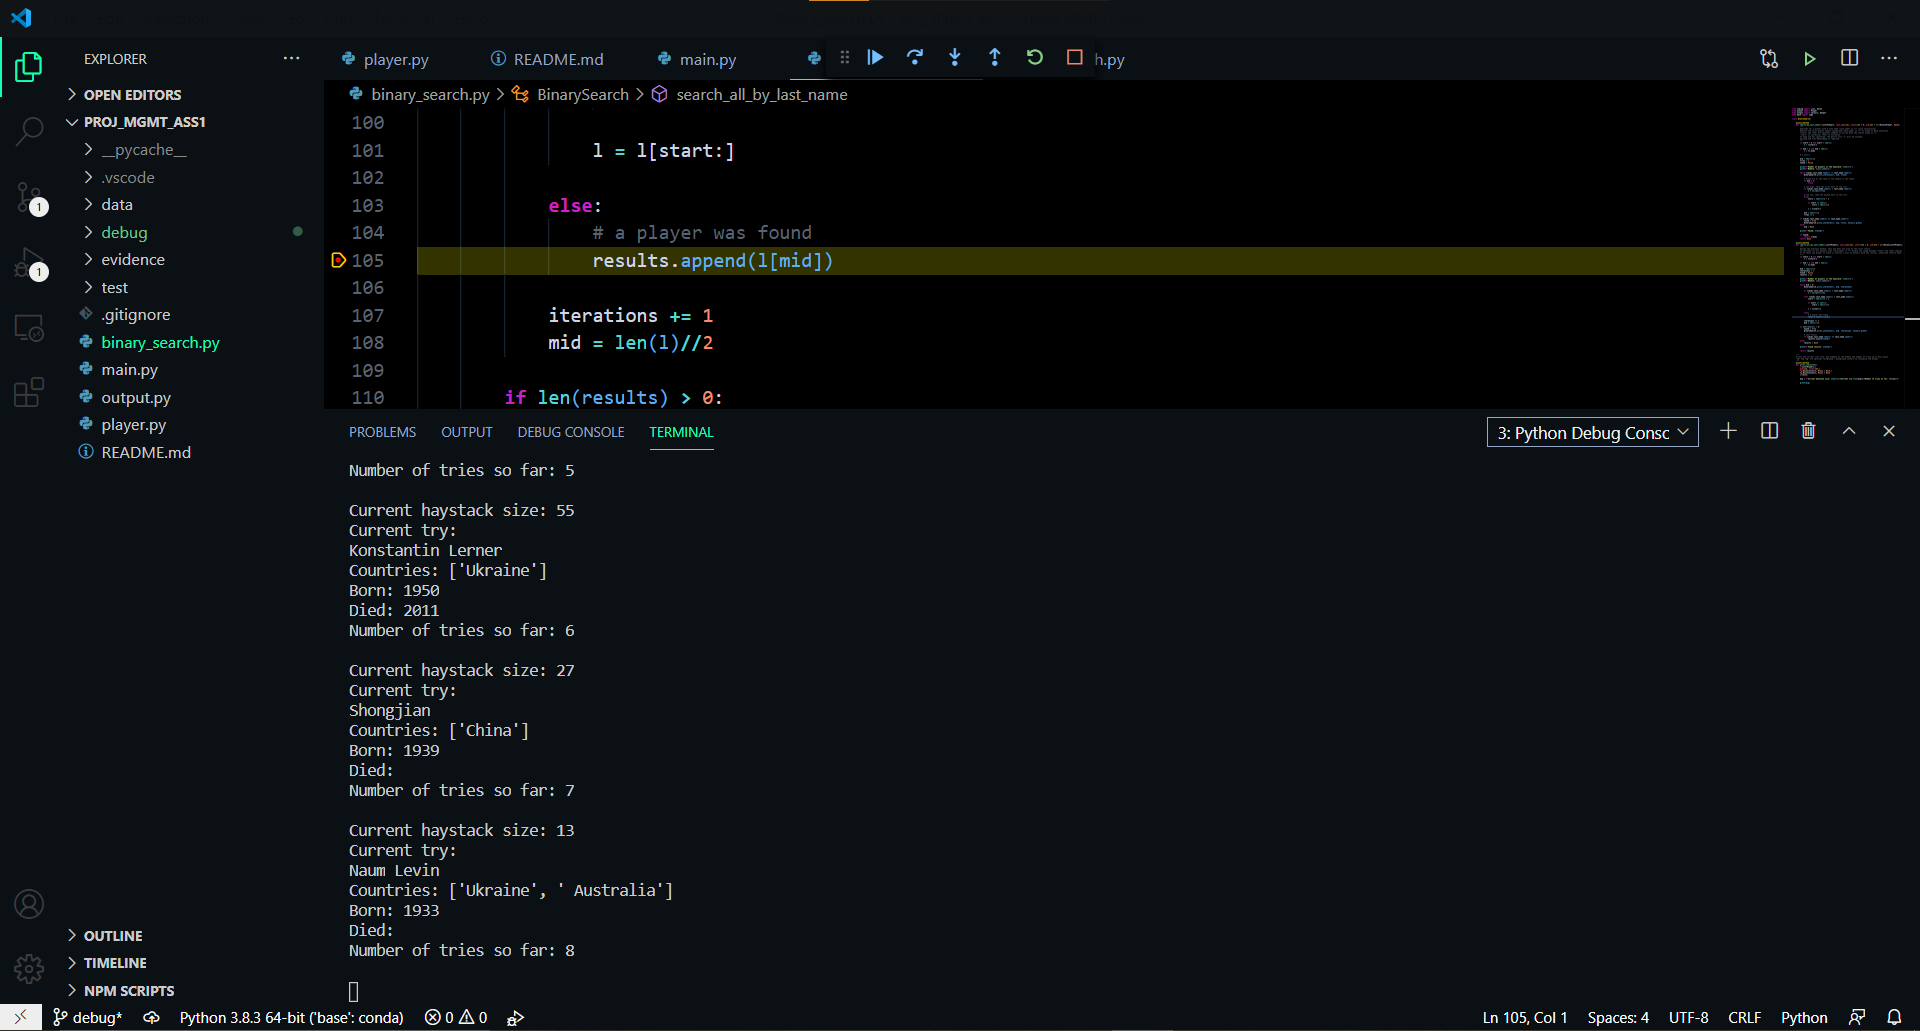 EXPLORER
OPEN EDITORS
PROJ_MGMT_ASS1
__pycache__
.vscode
data
debug
evidence
test
.gitignore
binary_search.py
main.py
output.py
player.py
README.md
OUTLINE
TIMELINE
NPM SCRIPTS
1
1
player.py README.md main.py h.py
binary_search.py > BinarySearch > search_all_by_last_name
100
101 l = l[start:]
102
103 else:
104 # a player was found
105 results.append(l[mid])
106
107 iterations += 1
108 mid = len(l)//2
109
110 if len(results) > 0:
PROBLEMS OUTPUT DEBUG CONSOLE TERMINAL 3: Python Debug Consc
Number of tries so far: 5
Current haystack size: 55
Current try:
Konstantin Lerner
Countries: ['Ukraine']
Born: 1950
Died: 2011
Number of tries so far: 6
Current haystack size: 27
Current try:
Shongjian
Countries: ['China']
Born: 1939
Died:
Number of tries so far: 7
Current haystack size: 13
Current try:
Naum Levin
Countries: ['Ukraine', ' Australia']
Born: 1933
Died:
Number of tries so far: 8
debug* Python 3.8.3 64-bit ('base': conda) 0 0 Ln 105, Col 1 Spaces: 4 UTF-8 CRLF Python